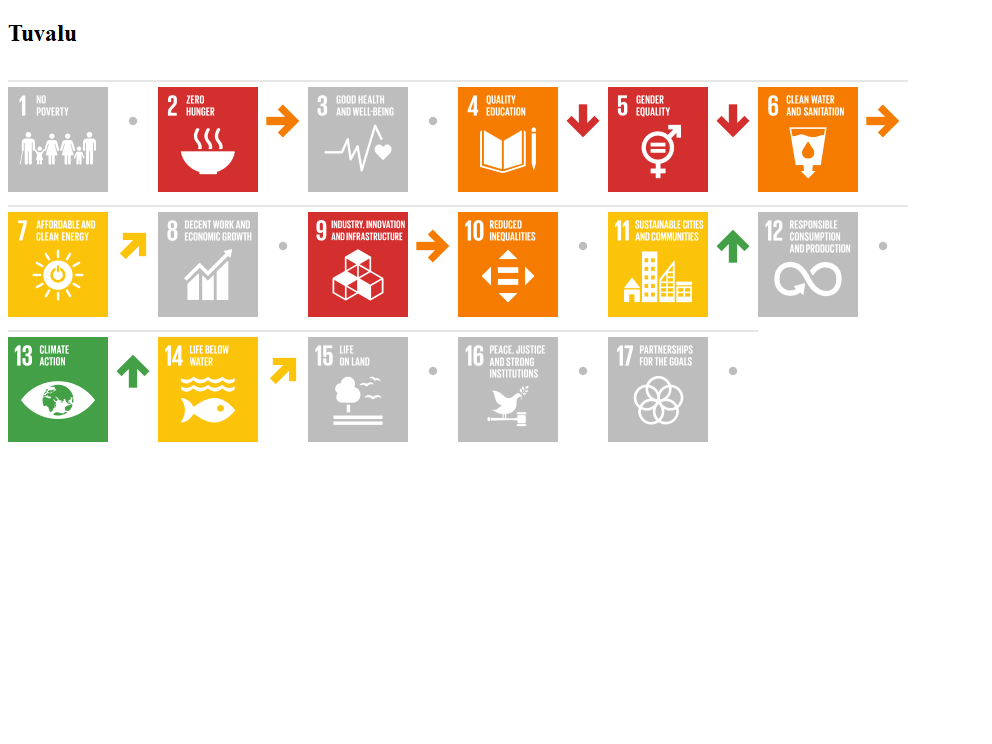 Tuvalu
1 NO
POVERTY
2 ZERO
HUNGER
3 GOOD HEALTH
AND WELL-BEING
4 QUALITY
EDUCATION
5 GENDER
EQUALITY
6 CLEAN WATER
AND SANITATION
7 AFFORDABLE AND
CLEAN ENERGY
8 DECENT WORK AND
ECONOMIC GROWTH
9 INDUSTRY, INNOVATION
AND INFRASTRUCTURE
10 REDUCED
INEQUALITIES
11 SUSTAINABLE CITIES
AND COMMUNITIES
12 RESPONSIBLE
CONSUMPTION
AND PRODUCTION
13 CLIMATE
ACTION
14 LIFE BELOW
WATER
15 LIFE
ON LAND
16 PEACE, JUSTICE
AND STRONG
INSTITUTIONS
17 PARTNERSHIPS
FOR THE GOALS